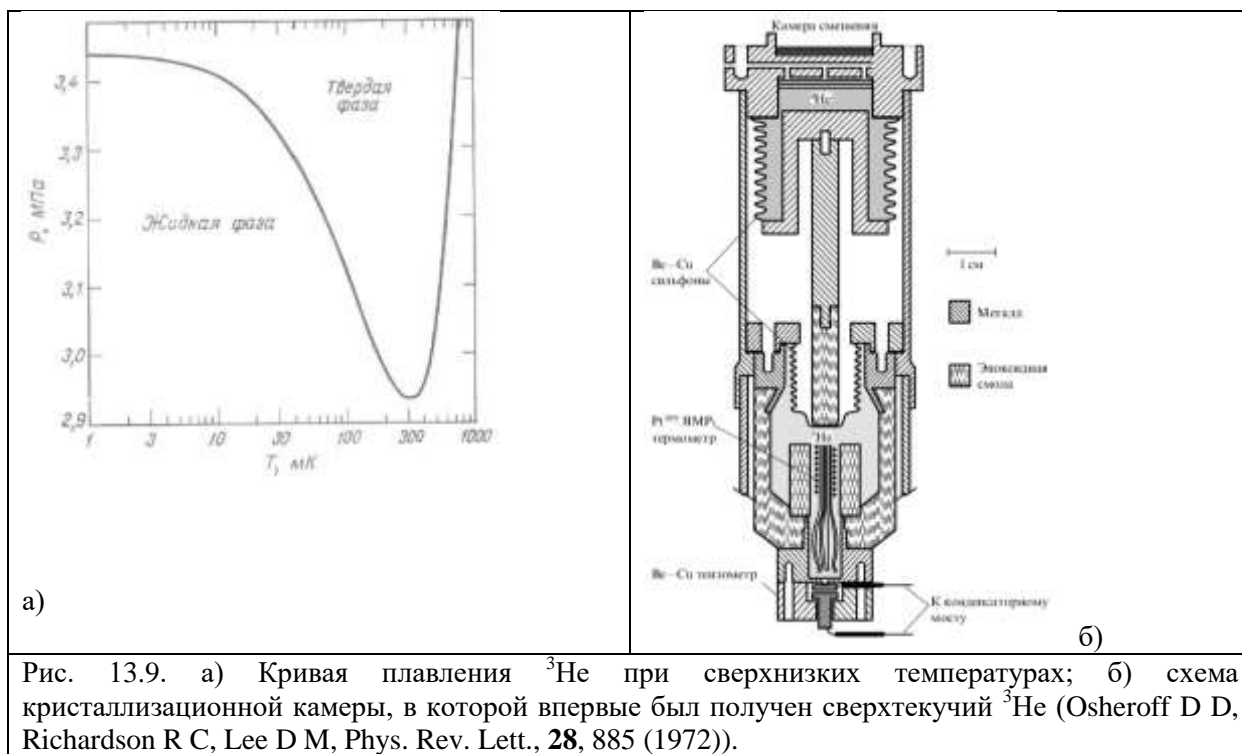 3,4
3,3
3,2
3,1
3,0
2,9
р, МПа
Твердая
фаза
Жидкая фаза
1 3 10 30 100 300 1000
Т, мК
а)
Камера смешения
Не
Be–Cu
сильфоны
1 см
Металл
Эпоксидная
смола
Pt ЯМР
термометр
³He
Be–Cu тензометр
К конденсаторному
мосту
б)
Рис. 13.9. а) Кривая плавления ³He при сверхнизких температурах; б) схема
кристаллизационной камеры, в которой впервые был получен сверхтекучий ³He (Osheroff D D,
Richardson R C, Lee D M, Phys. Rev. Lett., 28, 885 (1972)).